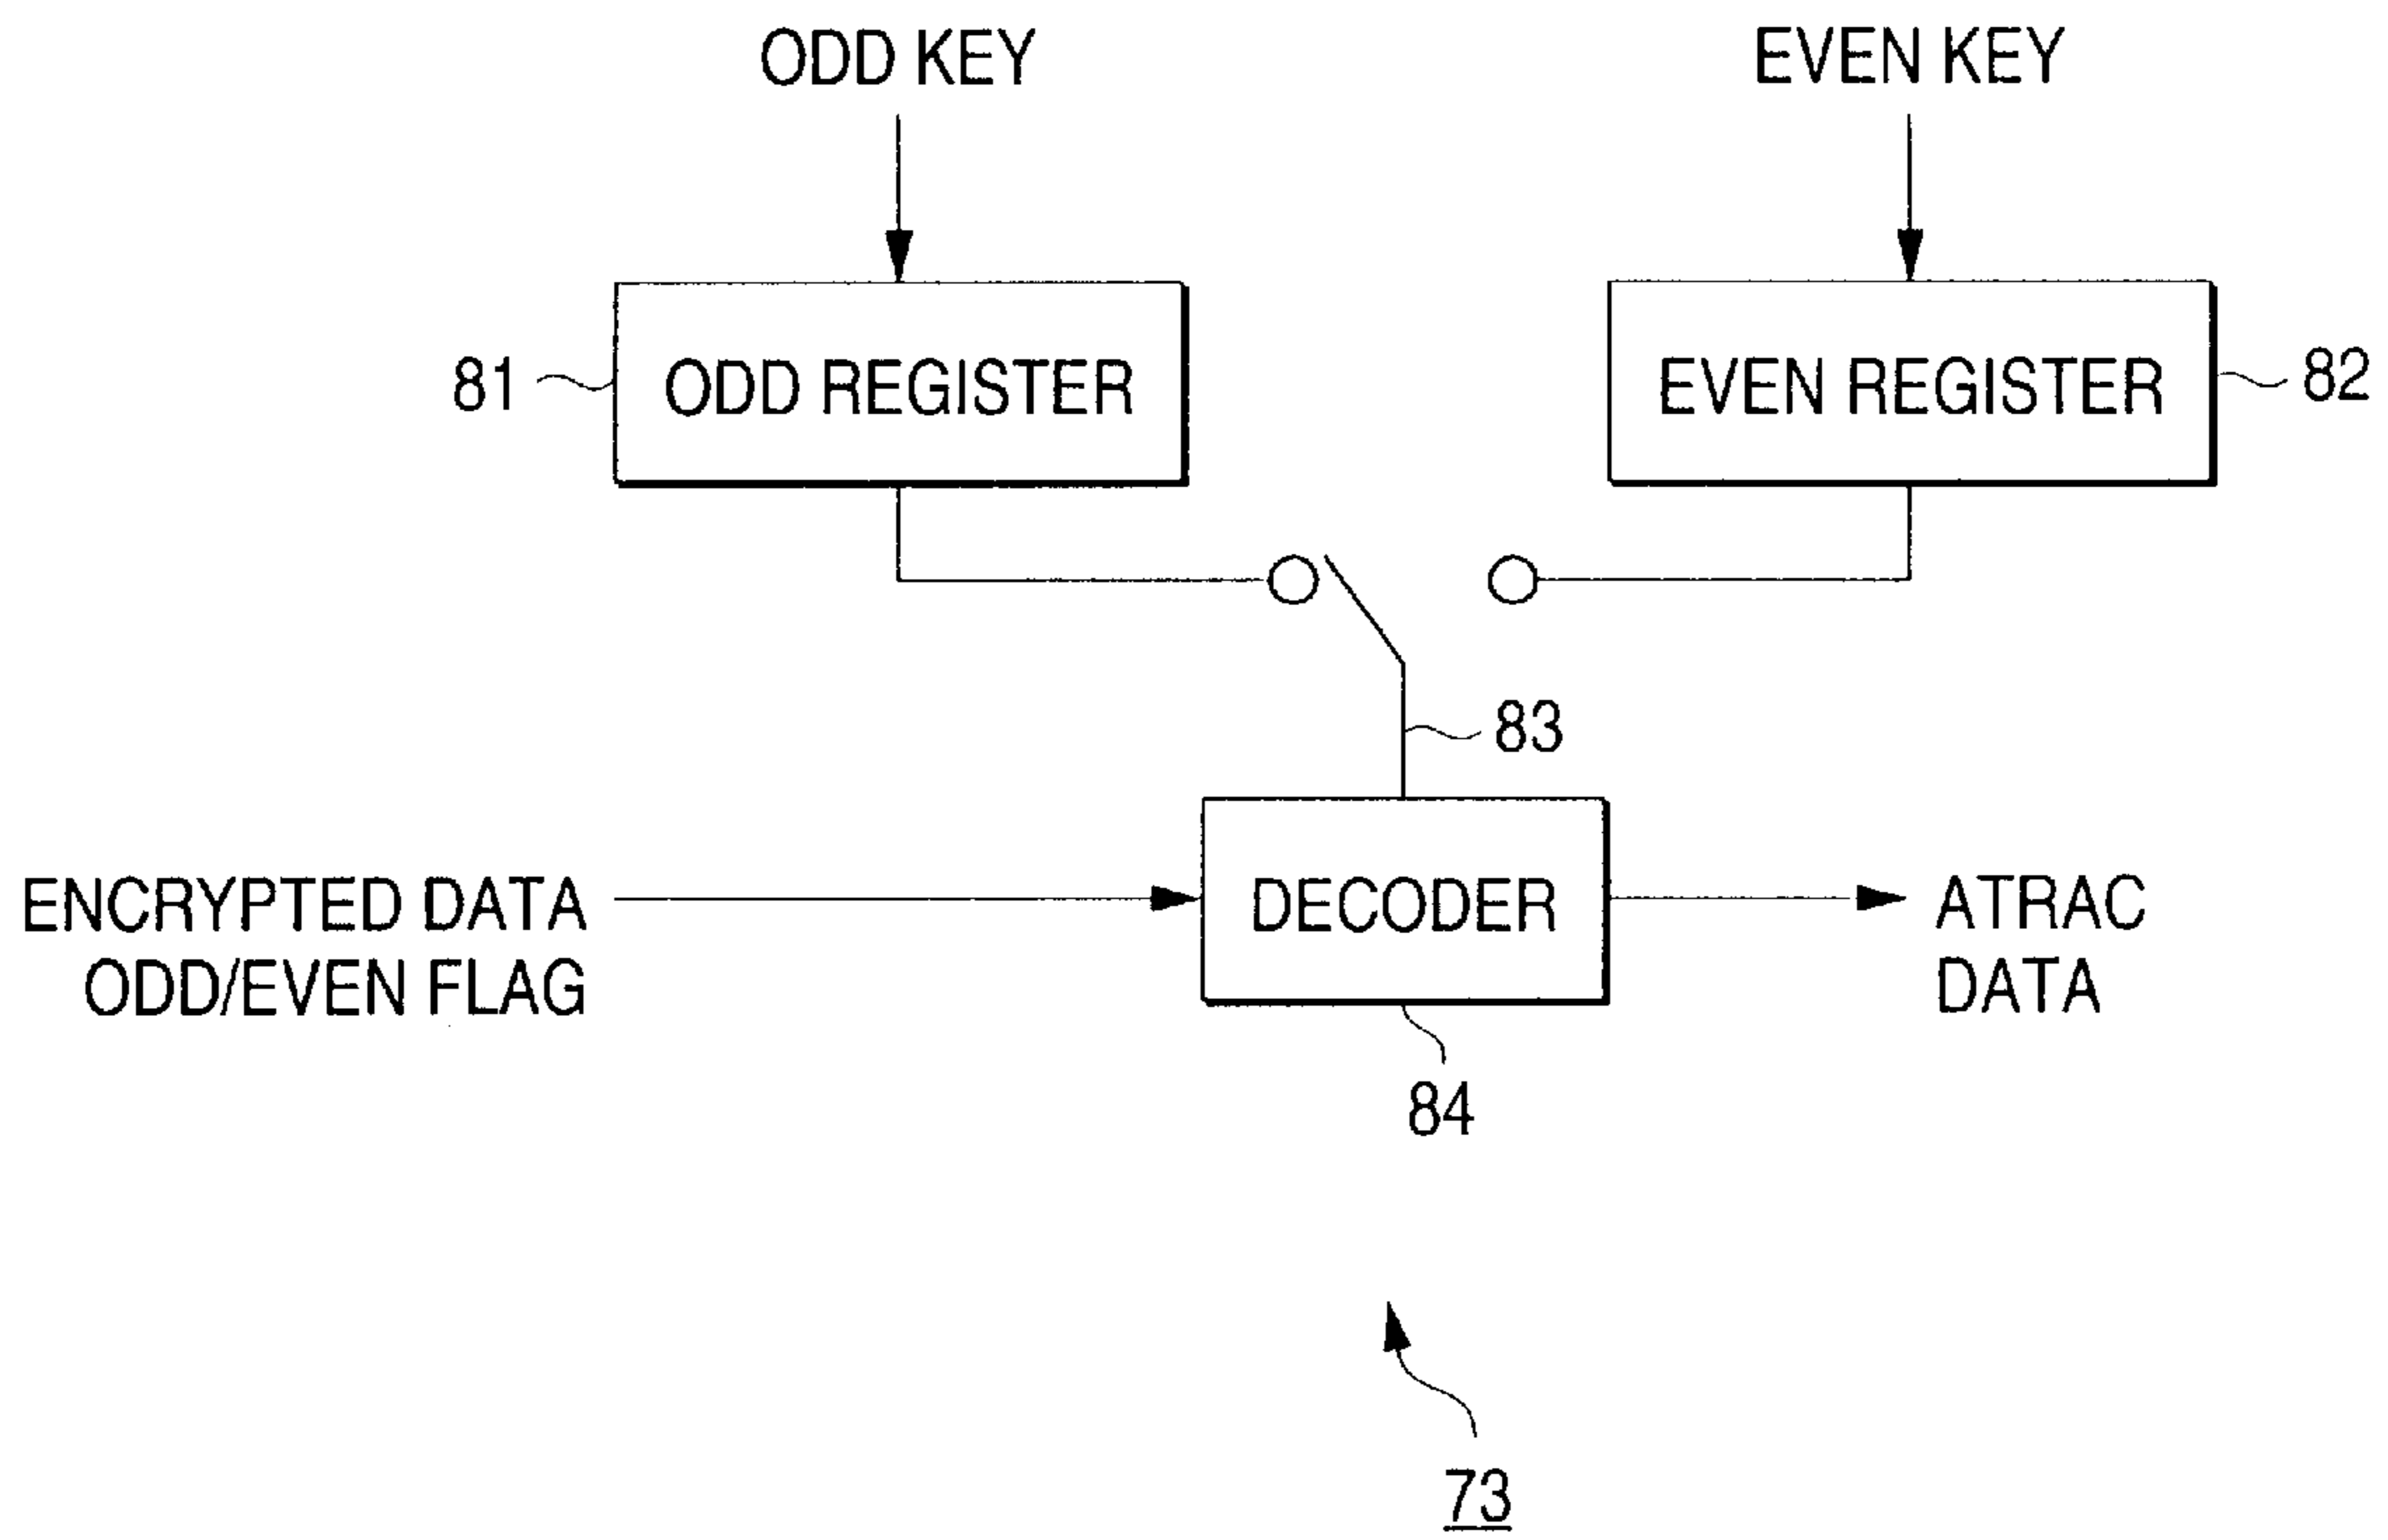 ODD KEY
EVEN KEY
81
ODD REGISTER
EVEN REGISTER
82
83
ENCRYPTED DATA
ODD/EVEN FLAG
DECODER
ATRAC
DATA
84
73